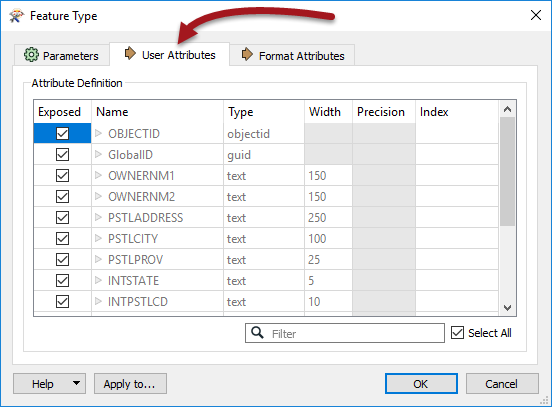 Feature Type
Parameters User Attributes Format Attributes
Attribute Definition
Exposed Name Type Width Precision Index
OBJECTID objectid
GlobalID guid
OWNERNM1 text 150
OWNERNM2 text 150
PSTLADDRESS text 250
PSTLCITY text 100
PSTLPROV text 25
INTSTATE text 5
INTPSTLCD text 10
Filter Select All
Help Apply to... OK Cancel